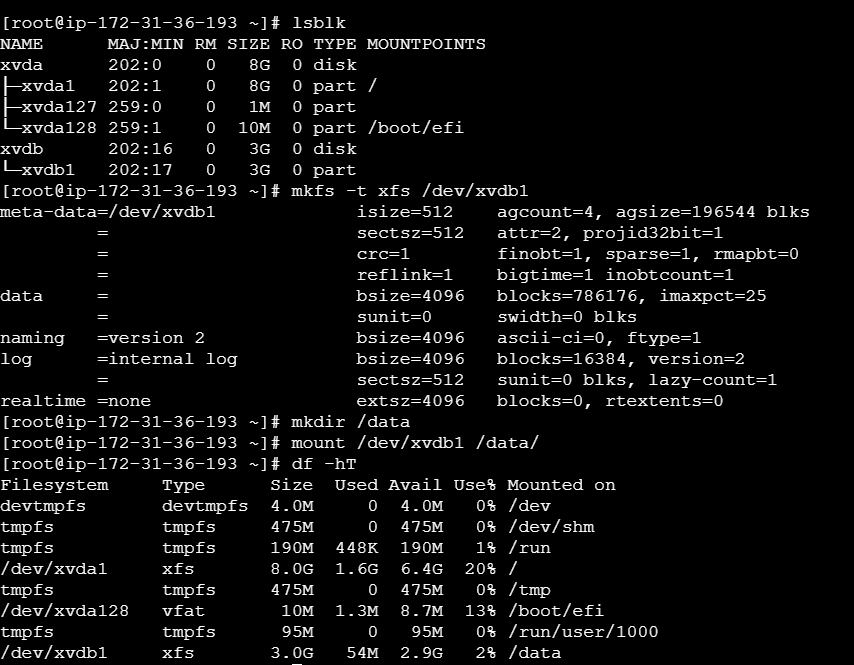 [root@ip-172-31-36-193 ~]# lsblk
NAME      MAJ:MIN RM SIZE RO TYPE MOUNTPOINTS
xvda      202:0    0   8G  0 disk
├─xvda1   202:1    0   8G  0 part /
├─xvda127 259:0    0   1M  0 part
└─xvda128 259:1    0  10M  0 part /boot/efi
xvdb      202:16   0   3G  0 disk
└─xvdb1   202:17   0   3G  0 part
[root@ip-172-31-36-193 ~]# mkfs -t xfs /dev/xvdb1
meta-data=/dev/xvdb1             isize=512    agcount=4, agsize=196544 blks
         =                       sectsz=512   attr=2, projid32bit=1
         =                       crc=1        finobt=1, sparse=1, rmapbt=0
         =                       reflink=1    bigtime=1 inobtcount=1
data     =                       bsize=4096   blocks=786176, imaxpct=25
         =                       sunit=0      swidth=0 blks
naming   =version 2              bsize=4096   ascii-ci=0, ftype=1
log      =internal log           bsize=4096   blocks=16384, version=2
         =                       sectsz=512   sunit=0 blks, lazy-count=1
realtime =none                   extsz=4096   blocks=0, rtextents=0
[root@ip-172-31-36-193 ~]# mkdir /data
[root@ip-172-31-36-193 ~]# mount /dev/xvdb1 /data/
[root@ip-172-31-36-193 ~]# df -hT
Filesystem     Type      Size  Used Avail Use% Mounted on
devtmpfs       devtmpfs  4.0M     0  4.0M   0% /dev
tmpfs          tmpfs     475M     0  475M   0% /dev/shm
tmpfs          tmpfs     190M  448K  190M   1% /run
/dev/xvda1     xfs       8.0G  1.6G  6.4G  20% /
tmpfs          tmpfs     475M     0  475M   0% /tmp
/dev/xvda128   vfat       10M  1.3M  8.7M  13% /boot/efi
tmpfs          tmpfs      95M     0   95M   0% /run/user/1000
/dev/xvdb1     xfs       3.0G   54M  2.9G   2% /data